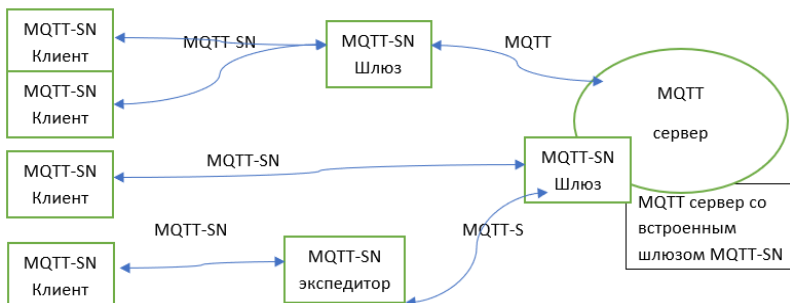 MQTT-SN
Клиент
MQTT-SN
MQTT-SN
Шлюз
MQTT
MQTT-SN
Клиент
MQTT
сервер
MQTT-SN
Клиент
MQTT-SN
MQTT-SN
Шлюз
MQTT сервер со
встроенным
шлюзом MQTT-SN
MQTT-SN
Клиент
MQTT-SN
MQTT-SN
экспедитор
MQTT-S